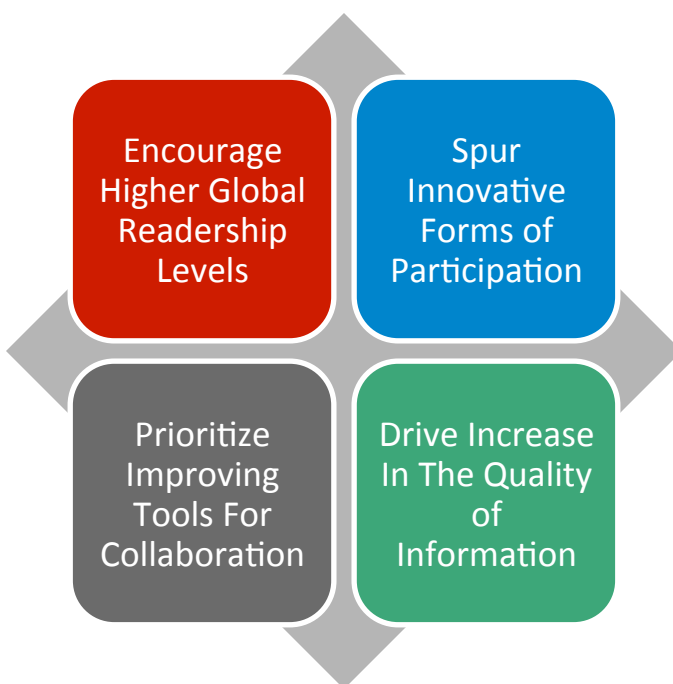 Encourage
Higher Global
Readership
Levels
Spur
Innovative
Forms of
Participation
Prioritize
Improving
Tools For
Collaboration
Drive Increase
In The Quality
of
Information